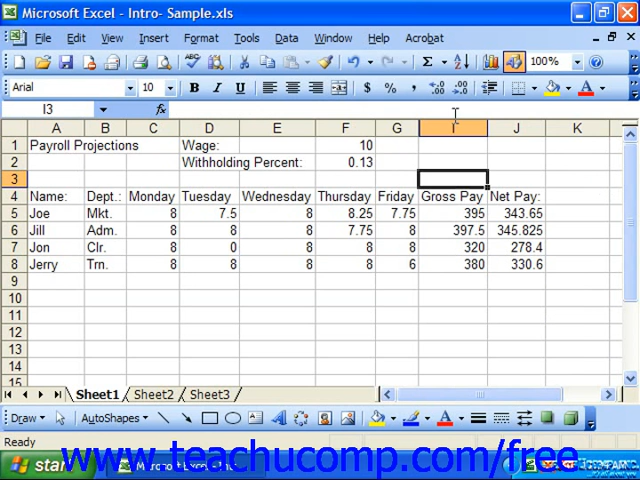 Microsoft Excel - Intro- Sample.xls
File Edit View Insert Format Tools Data Window Help Acrobat
100%
Arial 10 B I U $ % ,
I3 fx
A B C D E F G I J K
1 Payroll Projections Wage: 10
2 Withholding Percent: 0.13
3
4 Name: Dept.: Monday Tuesday Wednesday Thursday Friday Gross Pay Net Pay:
5 Joe Mkt. 8 7.5 8 8.25 7.75 395 343.65
6 Jill Adm. 8 8 8 7.75 8 397.5 345.825
7 Jon Clr. 8 0 8 8 8 320 278.4
8 Jerry Trn. 8 8 8 8 6 380 330.6
9
10
11
12
13
14
15
Sheet1 Sheet2 Sheet3
Draw AutoShapes
Ready
start Microsoft Excel - Int
www.teachucomp.com/free